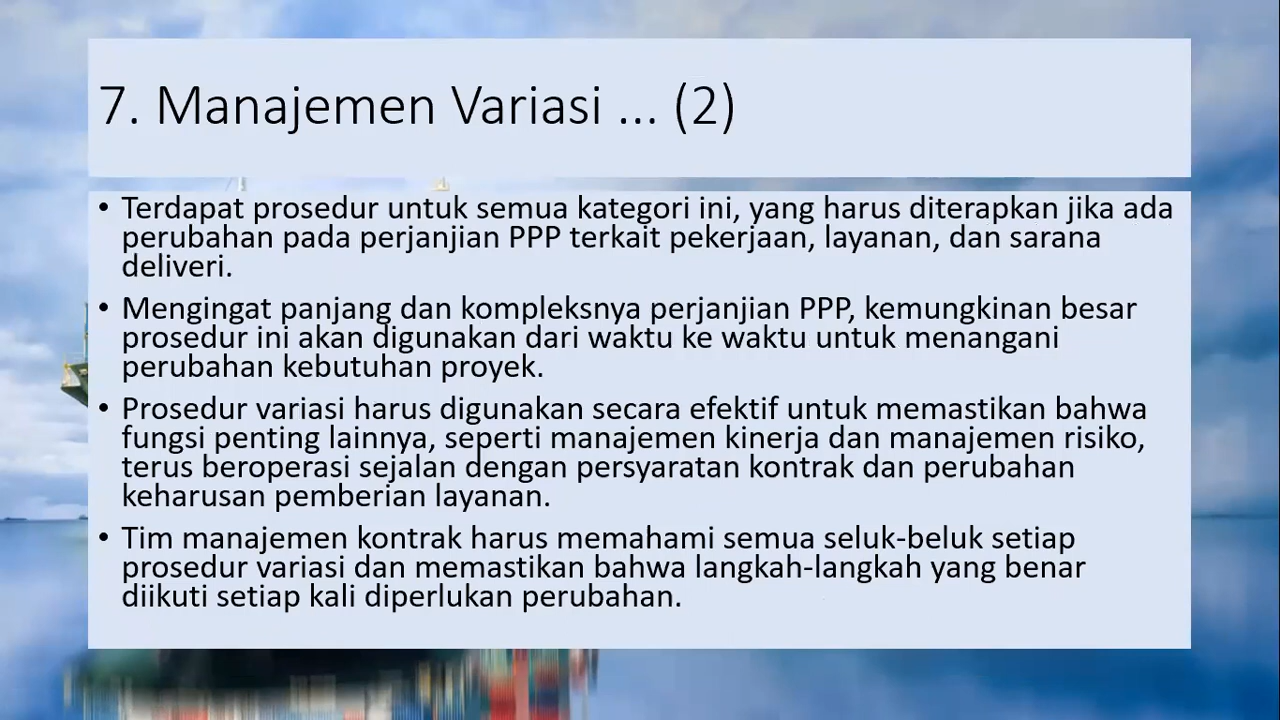 7. Manajemen Variasi ... (2)
• Terdapat prosedur untuk semua kategori ini, yang harus diterapkan jika ada
perubahan pada perjanjian PPP terkait pekerjaan, layanan, dan sarana
deliveri.
• Mengingat panjang dan kompleksnya perjanjian PPP, kemungkinan besar
prosedur ini akan digunakan dari waktu ke waktu untuk menangani
perubahan kebutuhan proyek.
• Prosedur variasi harus digunakan secara efektif untuk memastikan bahwa
fungsi penting lainnya, seperti manajemen kinerja dan manajemen risiko,
terus beroperasi sejalan dengan persyaratan kontrak dan perubahan
keharusan pemberian layanan.
• Tim manajemen kontrak harus memahami semua seluk-beluk setiap
prosedur variasi dan memastikan bahwa langkah-langkah yang benar
diikuti setiap kali diperlukan perubahan.